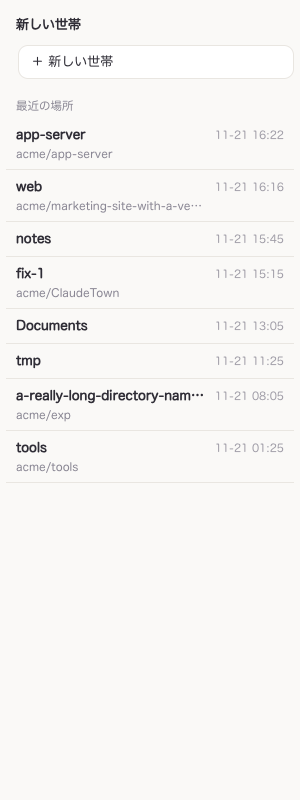 新しい世帯
＋ 新しい世帯
最近の場所
app-server 11-21 16:22
acme/app-server
web 11-21 16:16
acme/marketing-site-with-a-ve…
notes 11-21 15:45
fix-1 11-21 15:15
acme/ClaudeTown
Documents 11-21 13:05
tmp 11-21 11:25
a-really-long-directory-nam… 11-21 08:05
acme/exp
tools 11-21 01:25
acme/tools